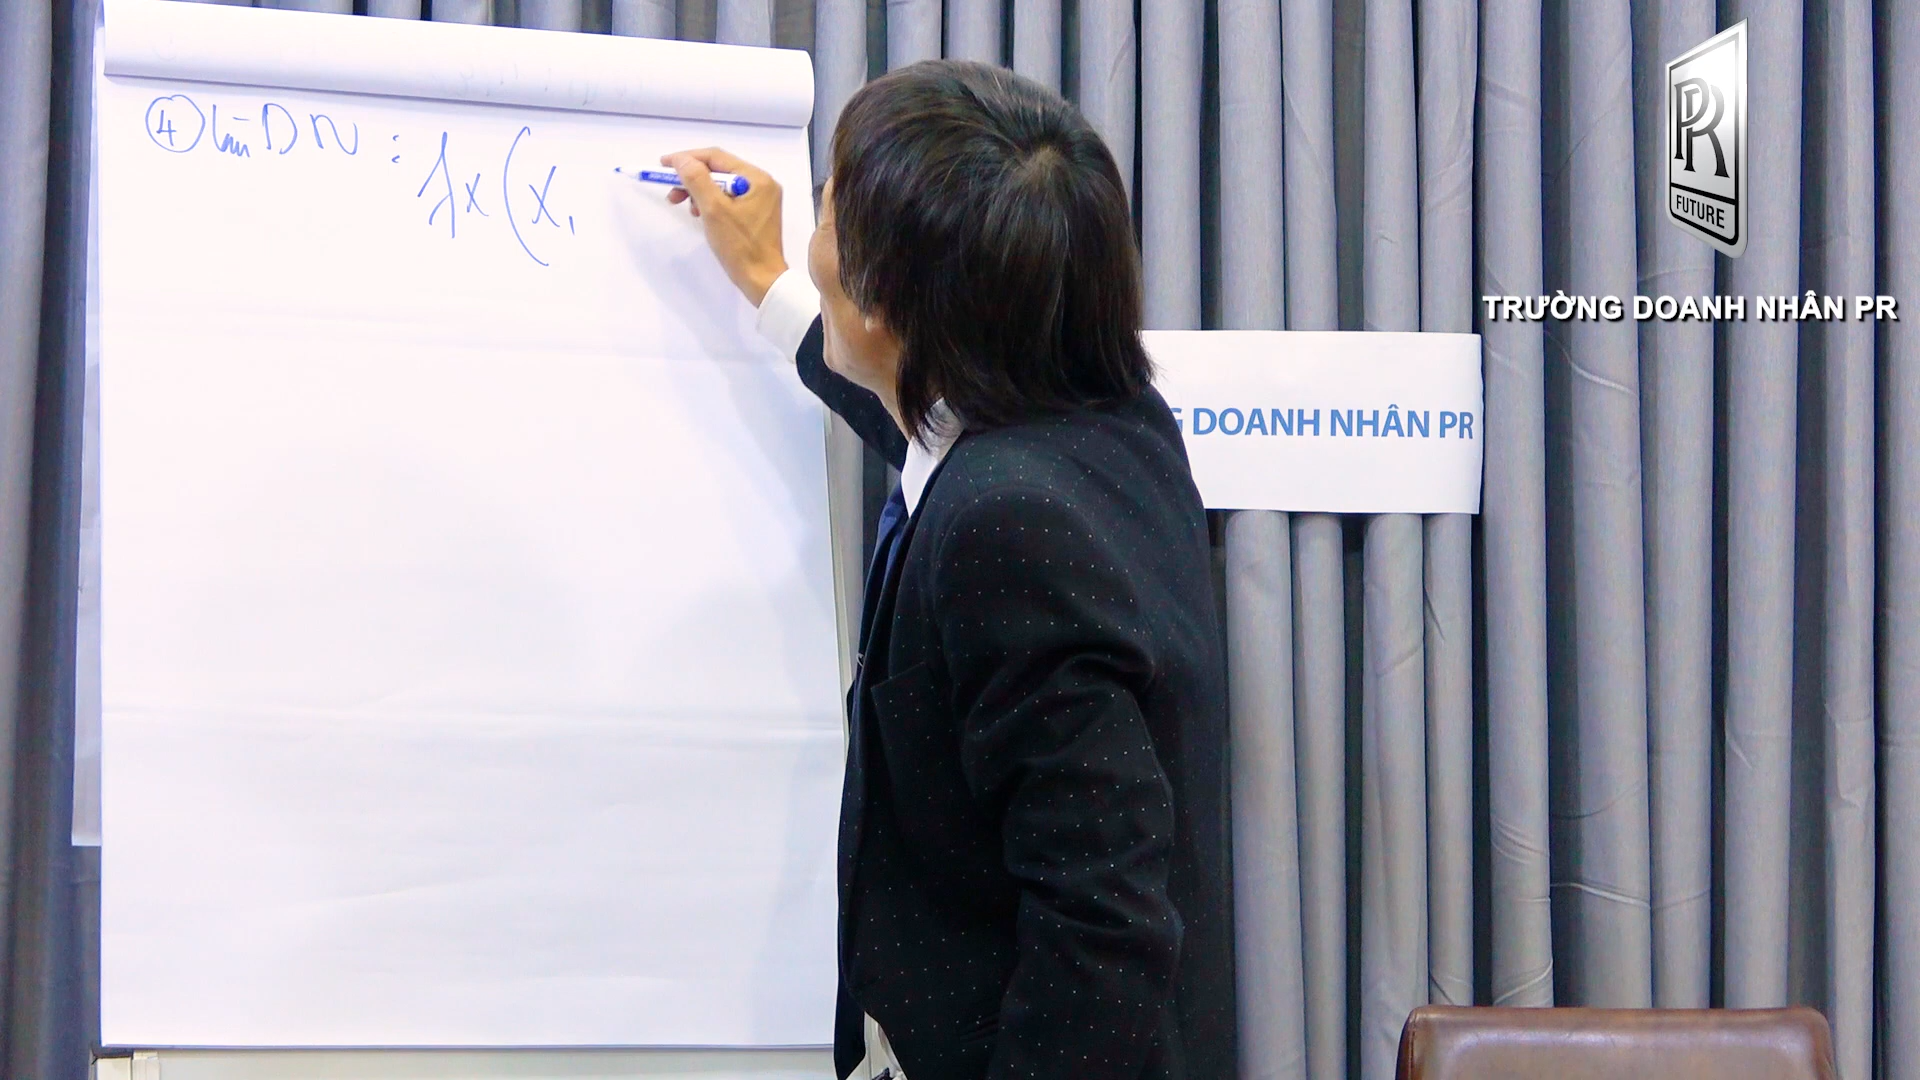 ④ làm DN : fx (x,
PR
FUTURE
TRƯỜNG DOANH NHÂN PR
G DOANH NHÂN PR